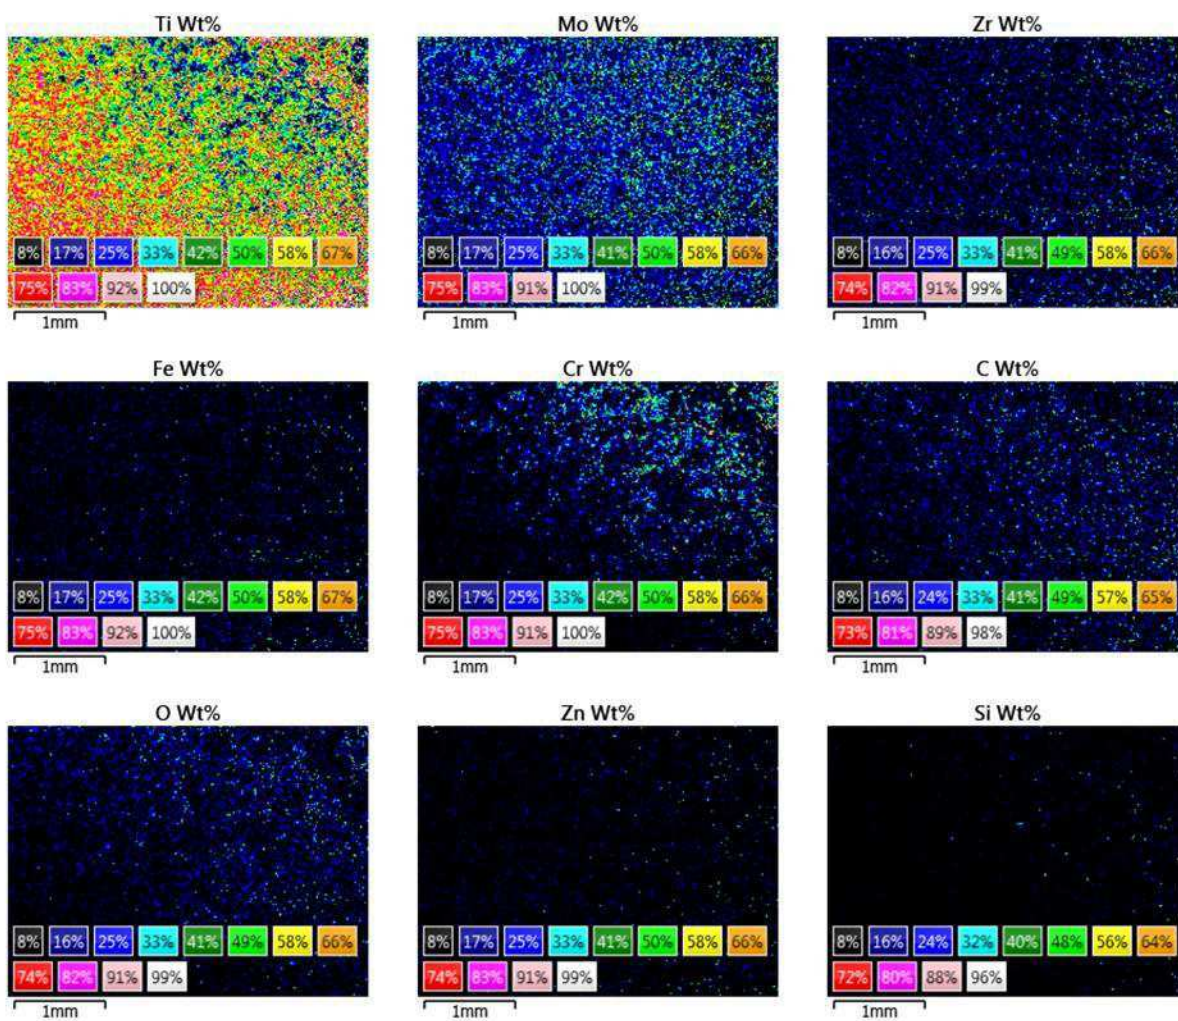 Ti Wt% Mo Wt% Zr Wt%
8% 17% 25% 33% 42% 50% 58% 67% 8% 17% 25% 33% 41% 50% 58% 66% 8% 16% 25% 33% 41% 49% 58% 66%
75% 83% 92% 100% 75% 83% 91% 100% 74% 82% 91% 99%
1mm 1mm 1mm
Fe Wt% Cr Wt% C Wt%
8% 17% 25% 33% 42% 50% 58% 67% 8% 17% 25% 33% 42% 50% 58% 66% 8% 16% 24% 33% 41% 49% 57% 65%
75% 83% 92% 100% 75% 83% 91% 100% 73% 81% 89% 98%
1mm 1mm 1mm
O Wt% Zn Wt% Si Wt%
8% 16% 25% 33% 41% 49% 58% 66% 8% 17% 25% 33% 41% 50% 58% 66% 8% 16% 24% 32% 40% 48% 56% 64%
74% 82% 91% 99% 74% 83% 91% 99% 72% 80% 88% 96%
1mm 1mm 1mm